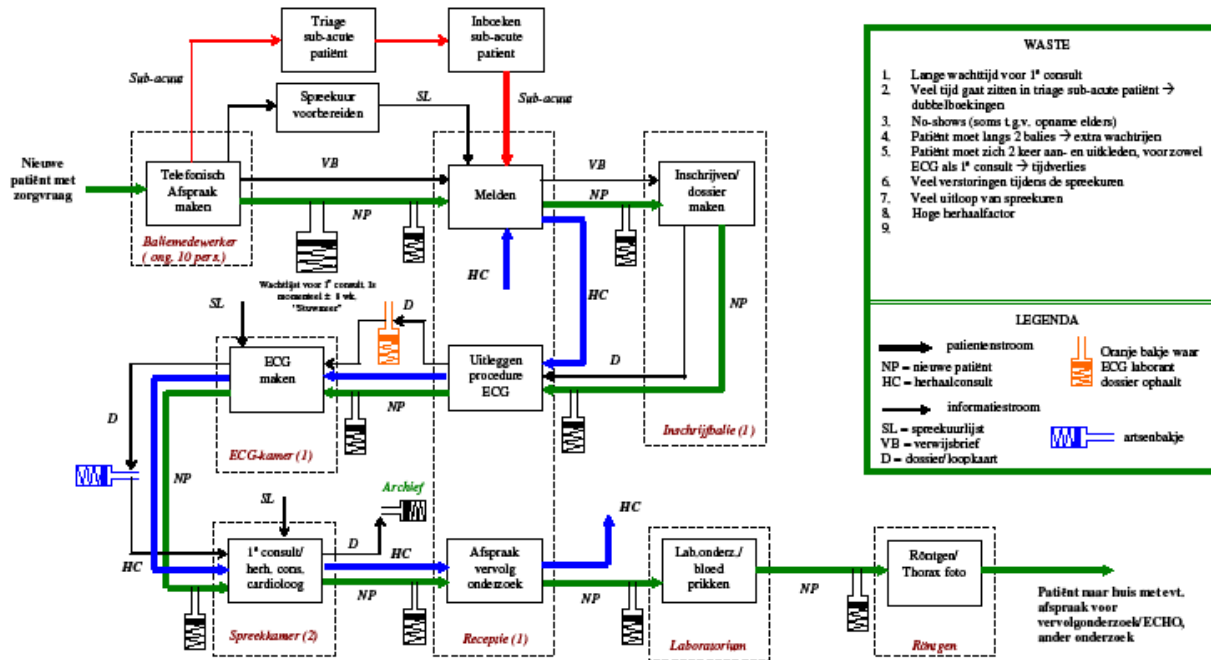 Triage
sub-acute
patiënt
Inboeken
sub-acute
patient
Sub-acuut
Sub-acuut
Spreekuur
voorbereiden
SL
Nieuwe
patiënt met
zorgvraag
Telefonisch
Afspraak
maken
VB
NP
Melden
VB
NP
Inschrijven/
dossier
maken
Baliemedewerker
( ong. 10 pers.)
Wachtlijst voor 1e consult. Is
momenteel ± 8 wk.
"Stuwmeer"
HC
HC
NP
SL
D
D
ECG
maken
Uitleggen
procedure
ECG
NP
D
ECG-kamer (1)
Inschrijfbalie (1)
NP
SL
Archief
HC
HC
1e consult/
herh. cons.
cardioloog
D
HC
NP
Afspraak
vervolg
onderzoek
NP
Lab.onderz./
bloed
prikken
NP
Röntgen/
Thorax foto
Patiënt naar huis met evt.
afspraak voor
vervolgonderzoek/ECHO,
ander onderzoek
Spreekkamer (2)
Receptie (1)
Laboratorium
Röntgen
WASTE
1. Lange wachttijd voor 1e consult
2. Veel tijd gaat zitten in triage sub-acute patiënt →
dubbelboekingen
3. No-shows (soms t.g.v. opname elders)
4. Patiënt moet langs 2 balies → extra wachtrijen
5. Patiënt moet zich 2 keer aan- en uitkleden, voor zowel
ECG als 1e consult → tijdverlies
6. Veel verstoringen tijdens de spreekuren
7. Veel uitloop van spreekuren
8. Hoge herhaalfactor
9.
LEGENDA
patientenstroom
NP = nieuwe patiënt
HC = herhaalconsult
Oranje bakje waar
ECG laborant
dossier ophaalt
informatiestroom
SL = spreekuurlijst
VB = verwijsbrief
D = dossier/loopkaart
artsenbakje